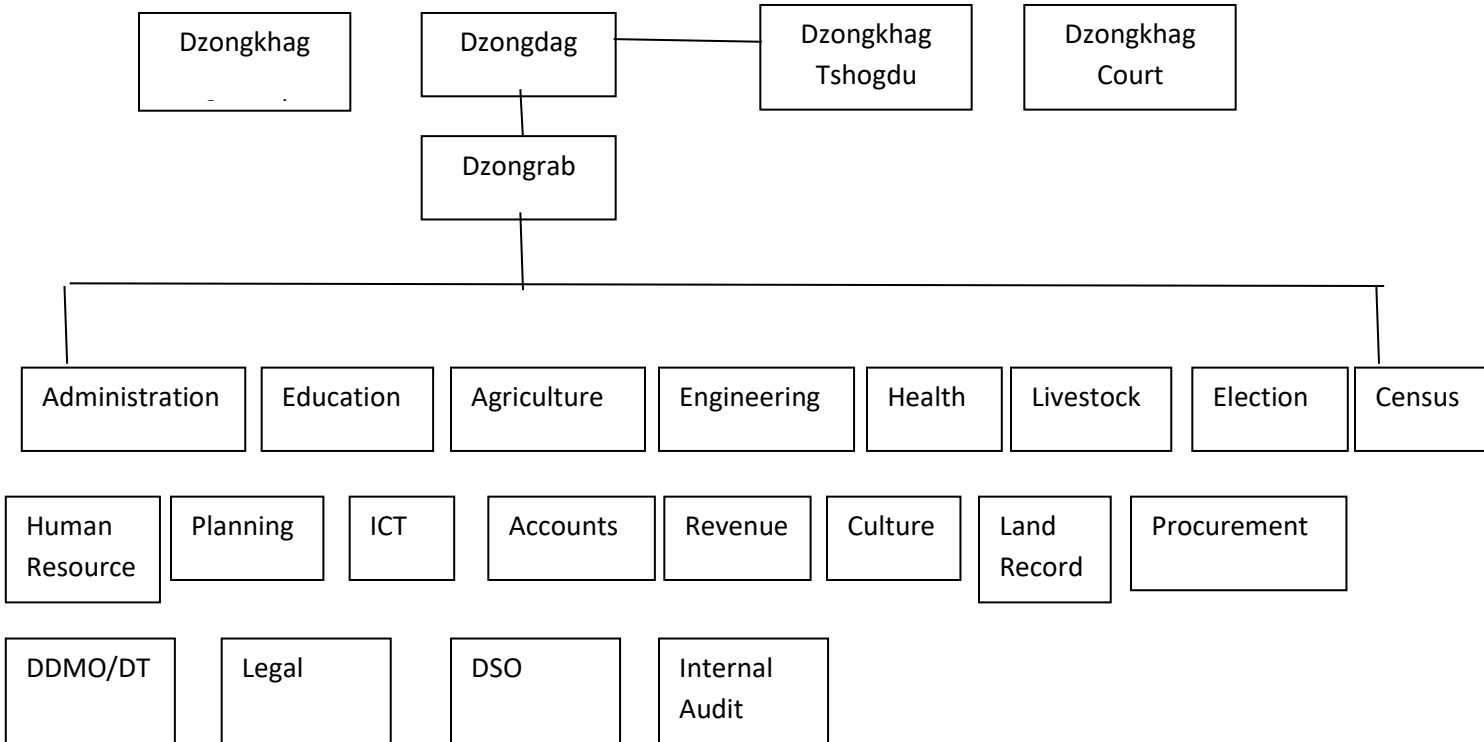 Dzongkhag
Dzongdag
Dzongkhag
Tshogdu
Dzongkhag
Court
Dzongrab
Administration
Education
Agriculture
Engineering
Health
Livestock
Election
Census
Human
Resource
Planning
ICT
Accounts
Revenue
Culture
Land
Record
Procurement
DDMO/DT
Legal
DSO
Internal
Audit